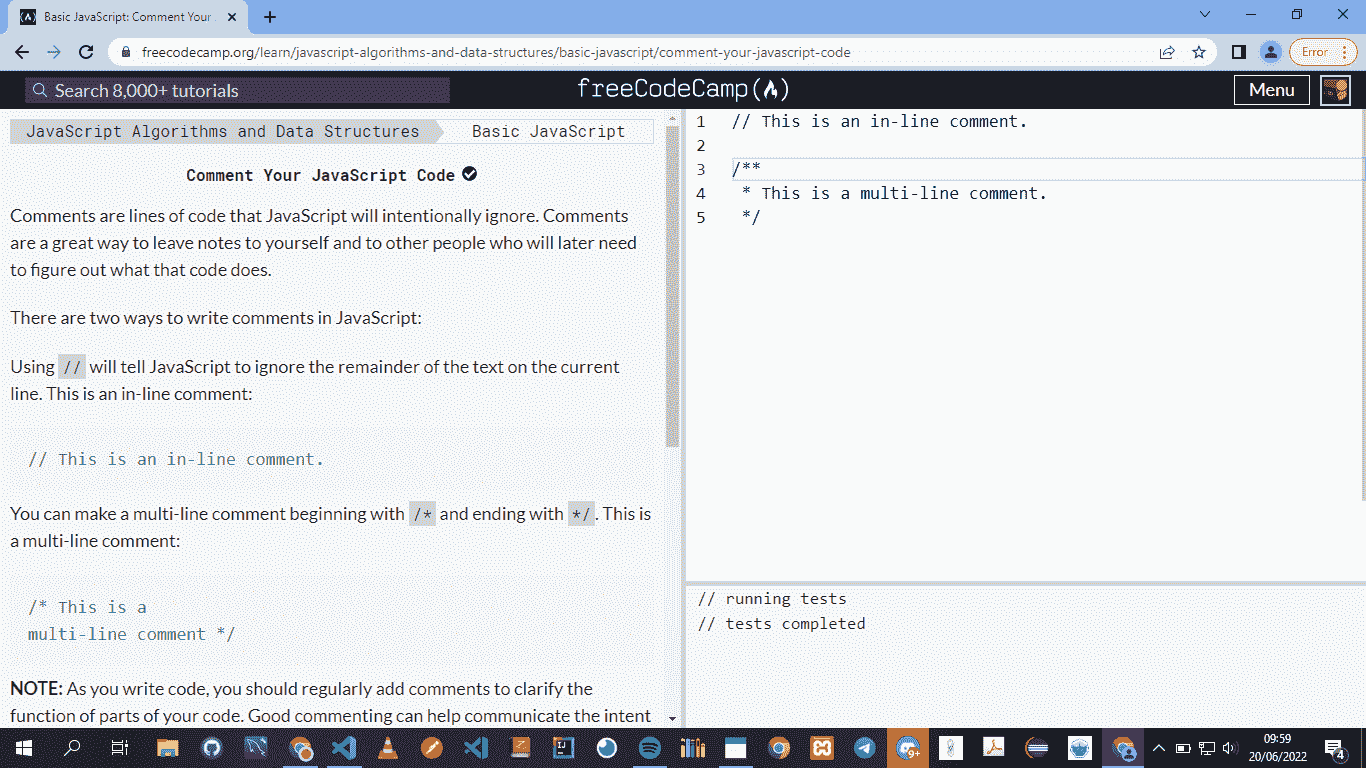 Basic JavaScript: Comment Your
freecodecamp.org/learn/javascript-algorithms-and-data-structures/basic-javascript/comment-your-javascript-code
Error
Search 8,000+ tutorials
freeCodeCamp
Menu
JavaScript Algorithms and Data Structures
Basic JavaScript
Comment Your JavaScript Code
Comments are lines of code that JavaScript will intentionally ignore. Comments
are a great way to leave notes to yourself and to other people who will later need
to figure out what that code does.
There are two ways to write comments in JavaScript:
Using // will tell JavaScript to ignore the remainder of the text on the current
line. This is an in-line comment:
// This is an in-line comment.
You can make a multi-line comment beginning with /* and ending with */. This is
a multi-line comment:
/* This is a
multi-line comment */
NOTE: As you write code, you should regularly add comments to clarify the
function of parts of your code. Good commenting can help communicate the intent
1 // This is an in-line comment.
2
3 /**
4 * This is a multi-line comment.
5 */
// running tests
// tests completed
IJ
9+
09:59
20/06/2022
4